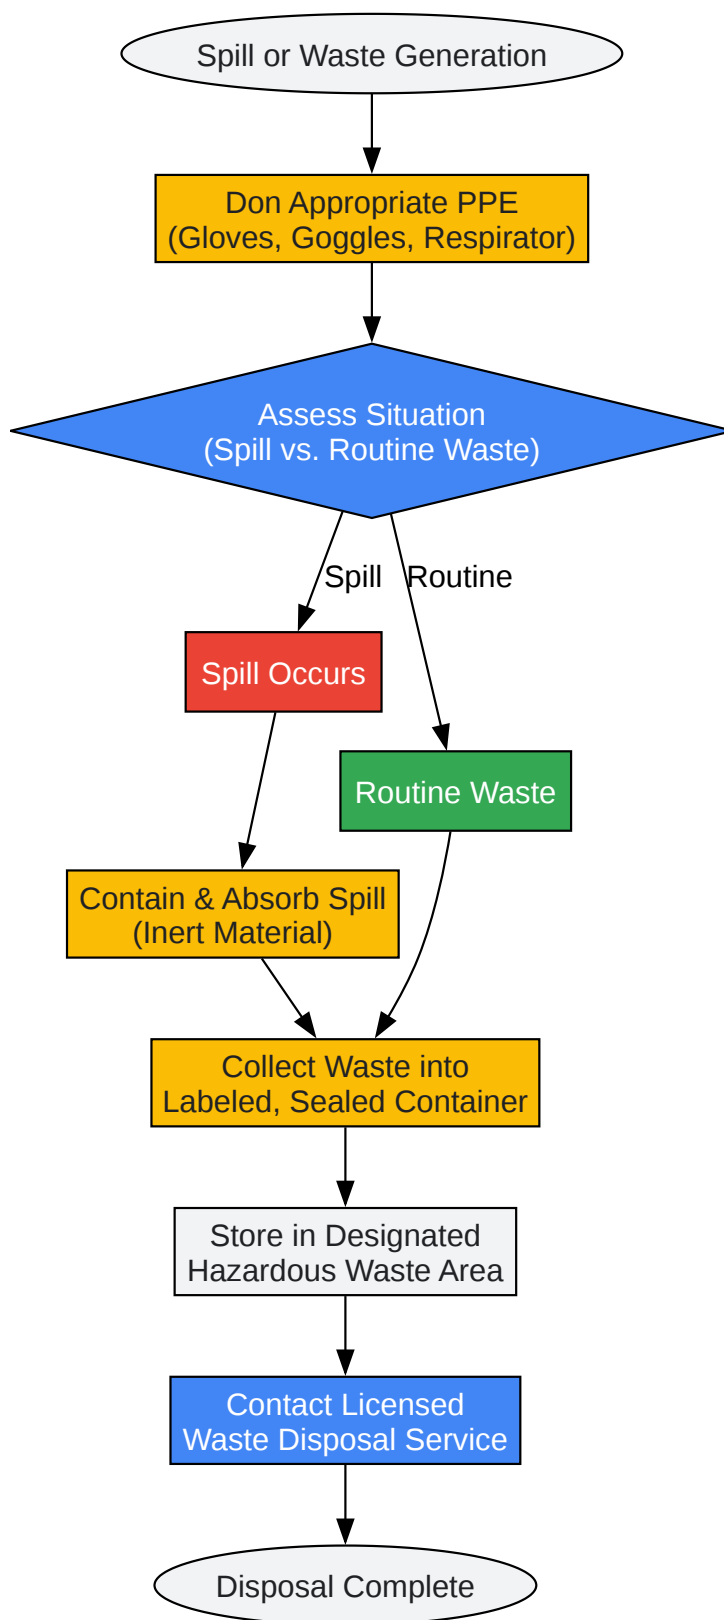 Spill or Waste Generation
Don Appropriate PPE
(Gloves, Goggles, Respirator)
Assess Situation
(Spill vs. Routine Waste)
Spill
Routine
Spill Occurs
Routine Waste
Contain & Absorb Spill
(Inert Material)
Collect Waste into
Labeled, Sealed Container
Store in Designated
Hazardous Waste Area
Contact Licensed
Waste Disposal Service
Disposal Complete